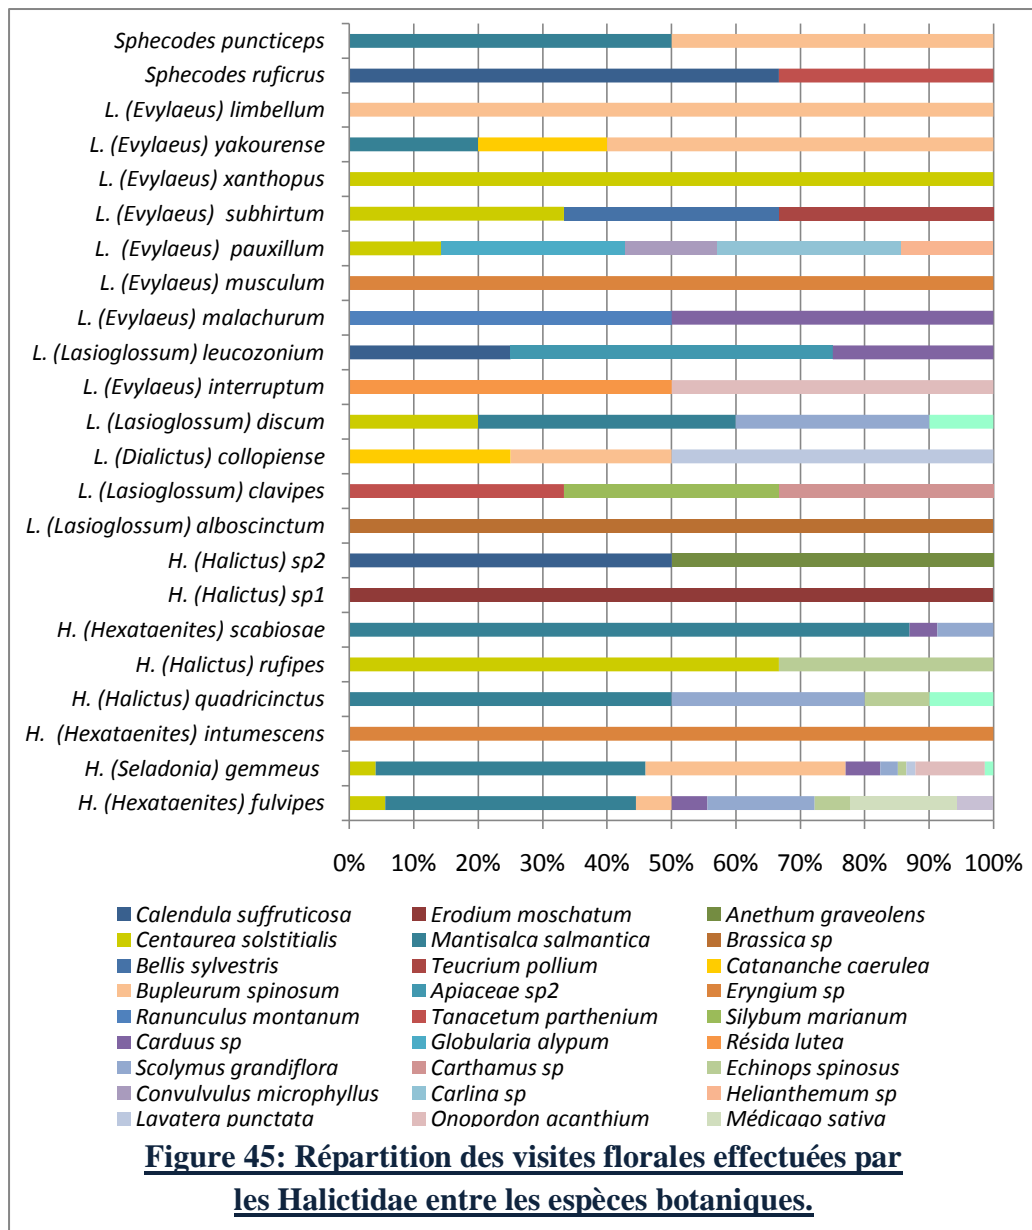 Sphecodes puncticeps
Sphecodes ruficrus
L. (Evylaeus) limbellum
L. (Evylaeus) yakourense
L. (Evylaeus) xanthopus
L. (Evylaeus) subhirtum
L. (Evylaeus) pauxillum
L. (Evylaeus) musculum
L. (Evylaeus) malachurum
L. (Lasioglossum) leucozonium
L. (Evylaeus) interruptum
L. (Lasioglossum) discum
L. (Dialictus) collopiense
L. (Lasioglossum) clavipes
L. (Lasioglossum) alboscinctum
H. (Halictus) sp2
H. (Halictus) sp1
H. (Hexataenites) scabiosae
H. (Halictus) rufipes
H. (Halictus) quadricinctus
H. (Hexataenites) intumescens
H. (Seladonia) gemmeus
H. (Hexataenites) fulvipes
0% 10% 20% 30% 40% 50% 60% 70% 80% 90% 100%
Calendula suffruticosa Erodium moschatum Anethum graveolens
Centaurea solstitialis Mantisalca salmantica Brassica sp
Bellis sylvestris Teucrium pollium Catananche caerulea
Bupleurum spinosum Apiaceae sp2 Eryngium sp
Ranunculus montanum Tanacetum parthenium Silybum marianum
Carduus sp Globularia alypum Résida lutea
Scolymus grandiflora Carthamus sp Echinops spinosus
Convulvulus microphyllus Carlina sp Helianthemum sp
Lavatera punctata Onopordon acanthium Médicago sativa
Figure 45: Répartition des visites florales effectuées par
les Halictidae entre les espèces botaniques.